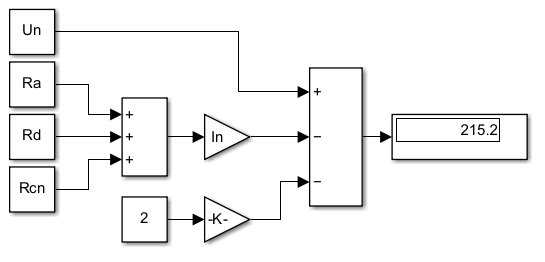 Un
Ra
Rd
Rcn
+
+
+
In
2
-K-
+
−
−
215.2